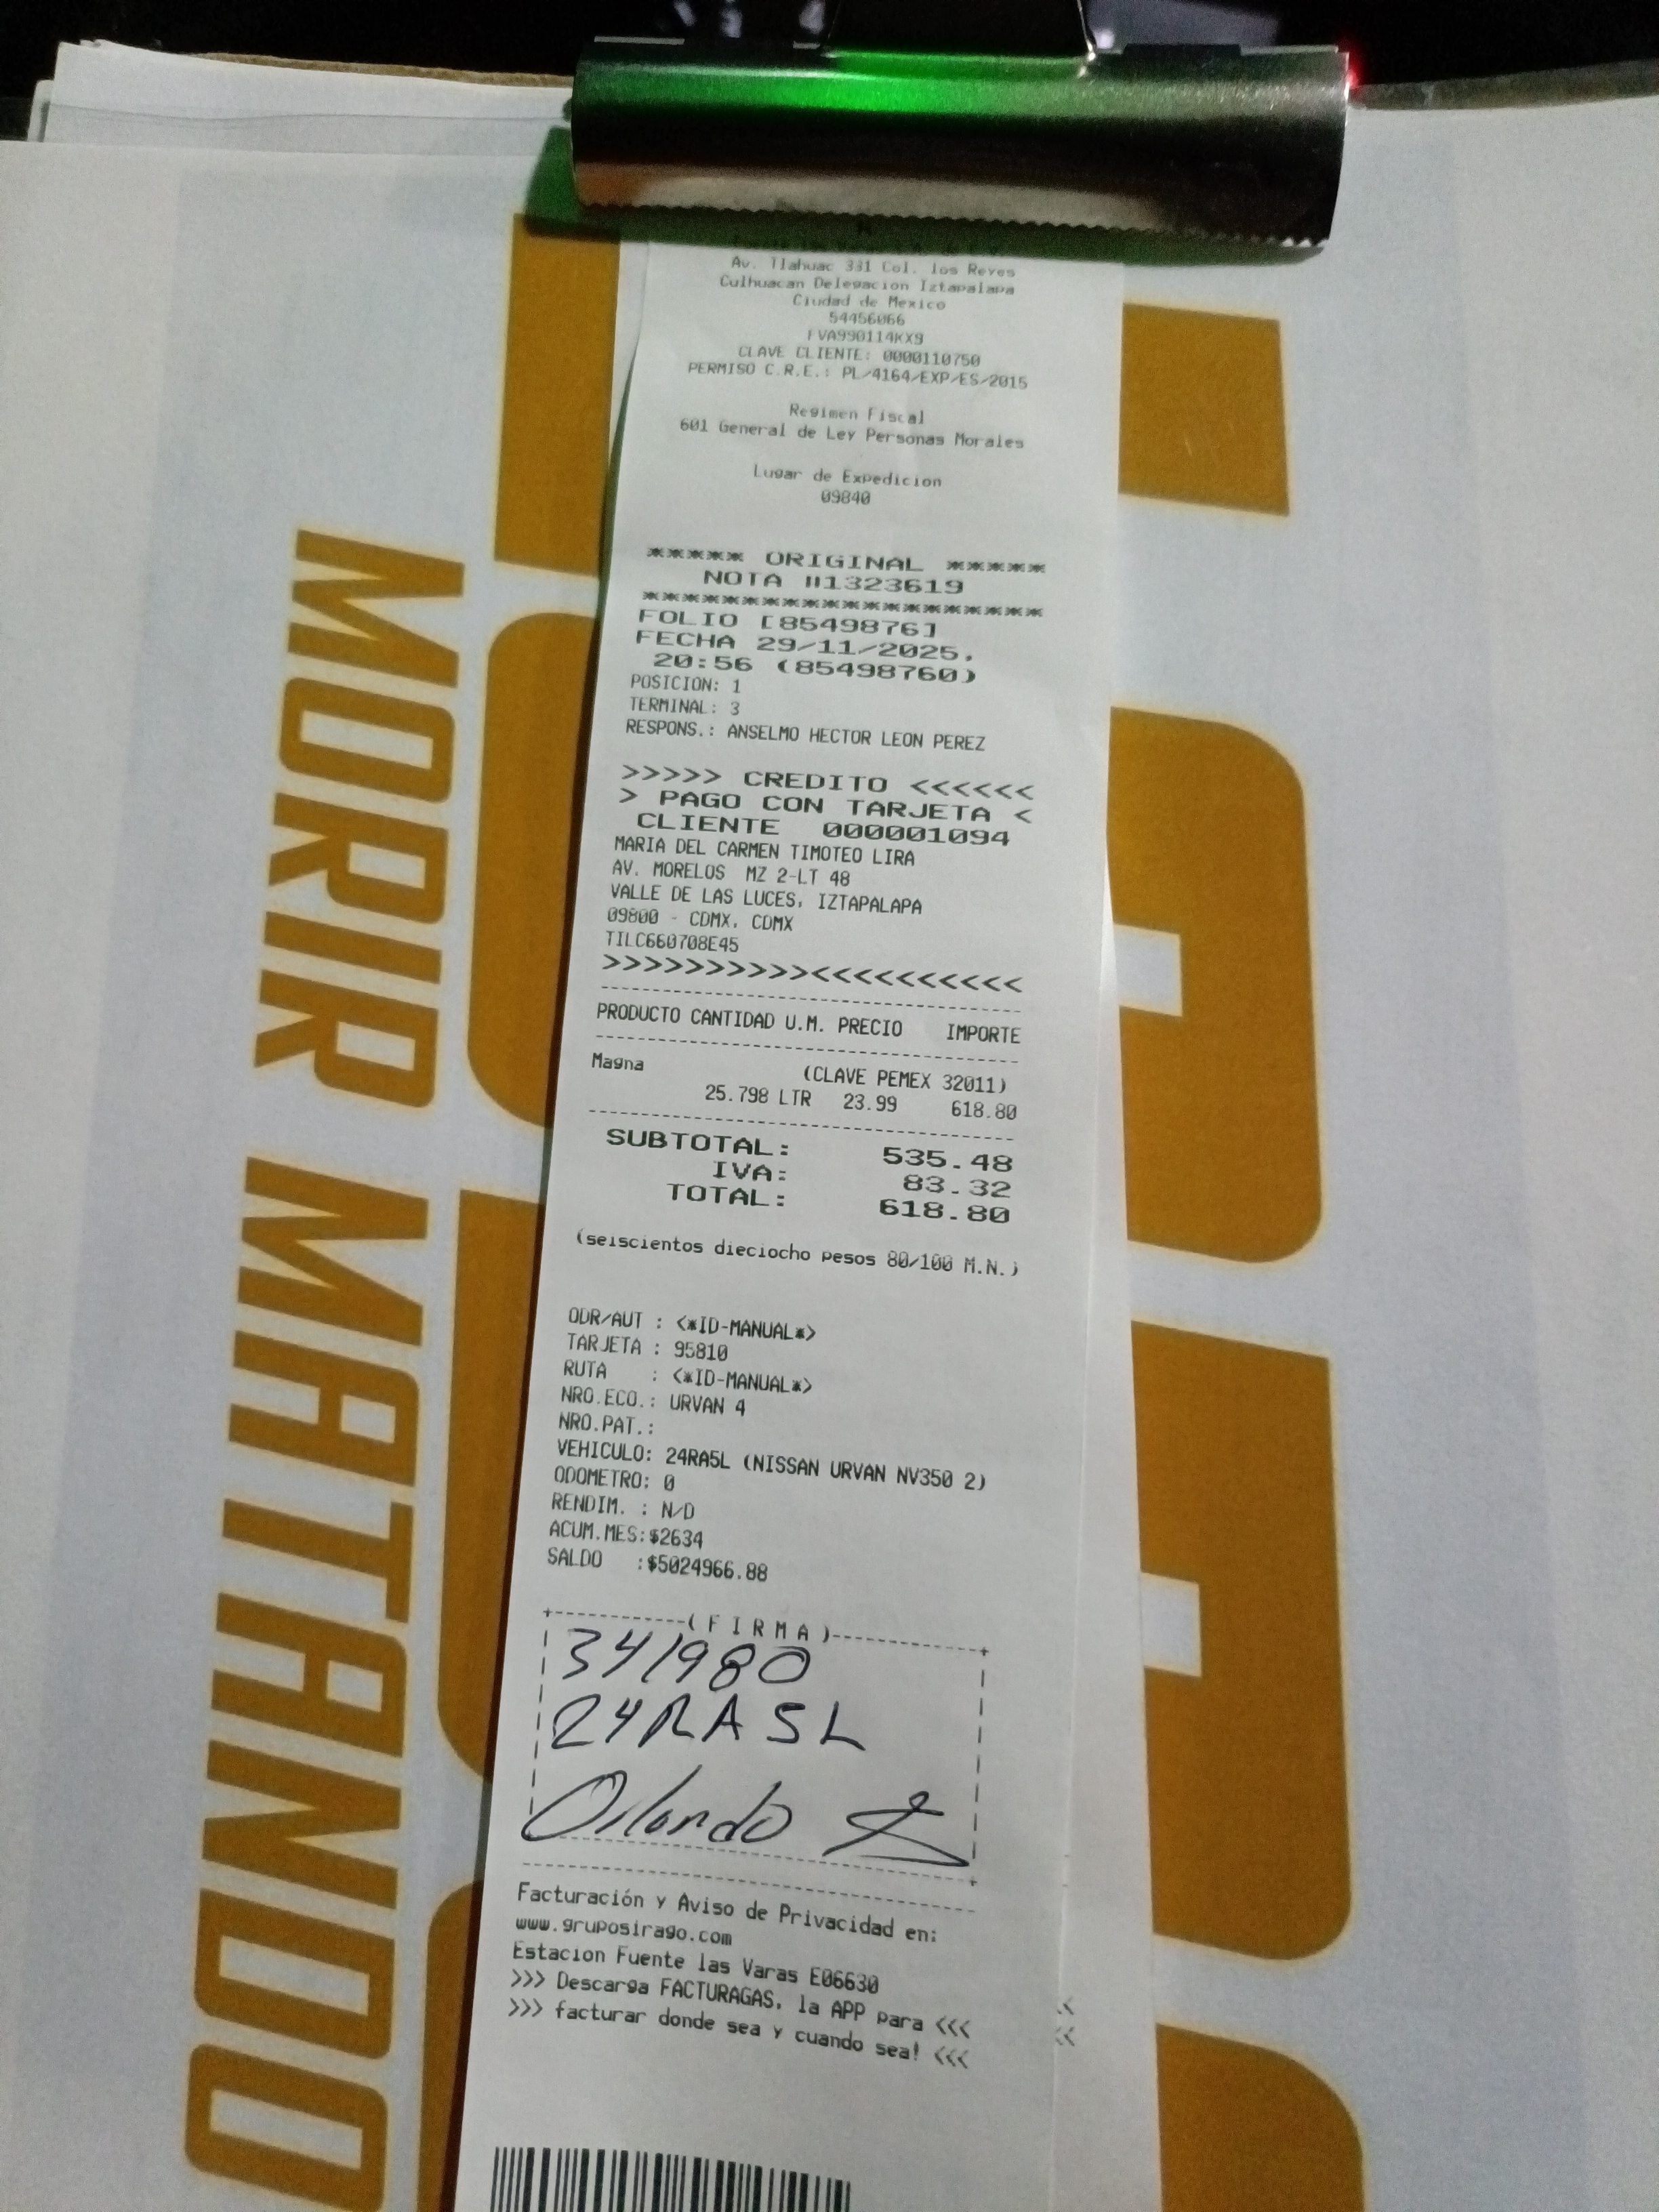 Av. Tlahuac 331 Col. los Reyes
Culhuacan Delegacion Iztapalapa
Ciudad de Mexico
54456066
FVA990114KX9
CLAVE CLIENTE: 0000110750
PERMISO C.R.E.: PL/4164/EXP/ES/2015
Regimen Fiscal
601 General de Ley Personas Morales
Lugar de Expedicion
09840
***** ORIGINAL *****
NOTA #1323619
*********************
FOLIO [8549876]
FECHA 29/11/2025,
20:56 (85498760)
POSICION: 1
TERMINAL: 3
RESPONS.: ANSELMO HECTOR LEON PEREZ
>>>>> CREDITO <<<<<<
> PAGO CON TARJETA <
CLIENTE 000001094
MARIA DEL CARMEN TIMOTEO LIRA
AV. MORELOS MZ 2-LT 48
VALLE DE LAS LUCES, IZTAPALAPA
09800 - CDMX, CDMX
TILC660708E45
>>>>>>>>>><<<<<<<<<<
PRODUCTO CANTIDAD U.M. PRECIO IMPORTE
Magna (CLAVE PEMEX 32011)
25.798 LTR 23.99 618.80
SUBTOTAL: 535.48
IVA: 83.32
TOTAL: 618.80
(seiscientos dieciocho pesos 80/100 M.N.)
ODR/AUT : <*ID-MANUAL*>
TARJETA : 95810
RUTA : <*ID-MANUAL*>
NRO.ECO.: URVAN 4
NRO.PAT.:
VEHICULO: 24RA5L (NISSAN URVAN NV350 2)
ODOMETRO: 0
RENDIM. : N/D
ACUM.MES:$2634
SALDO :$5024966.88
(FIRMA)
341980
24RA5L
Orlando
Facturación y Aviso de Privacidad en:
www.gruposirago.com
Estacion Fuente las Varas E06630
>>> Descarga FACTURAGAS, la APP para <<<
>>> facturar donde sea y cuando sea! <<<
MORIR MATANDO